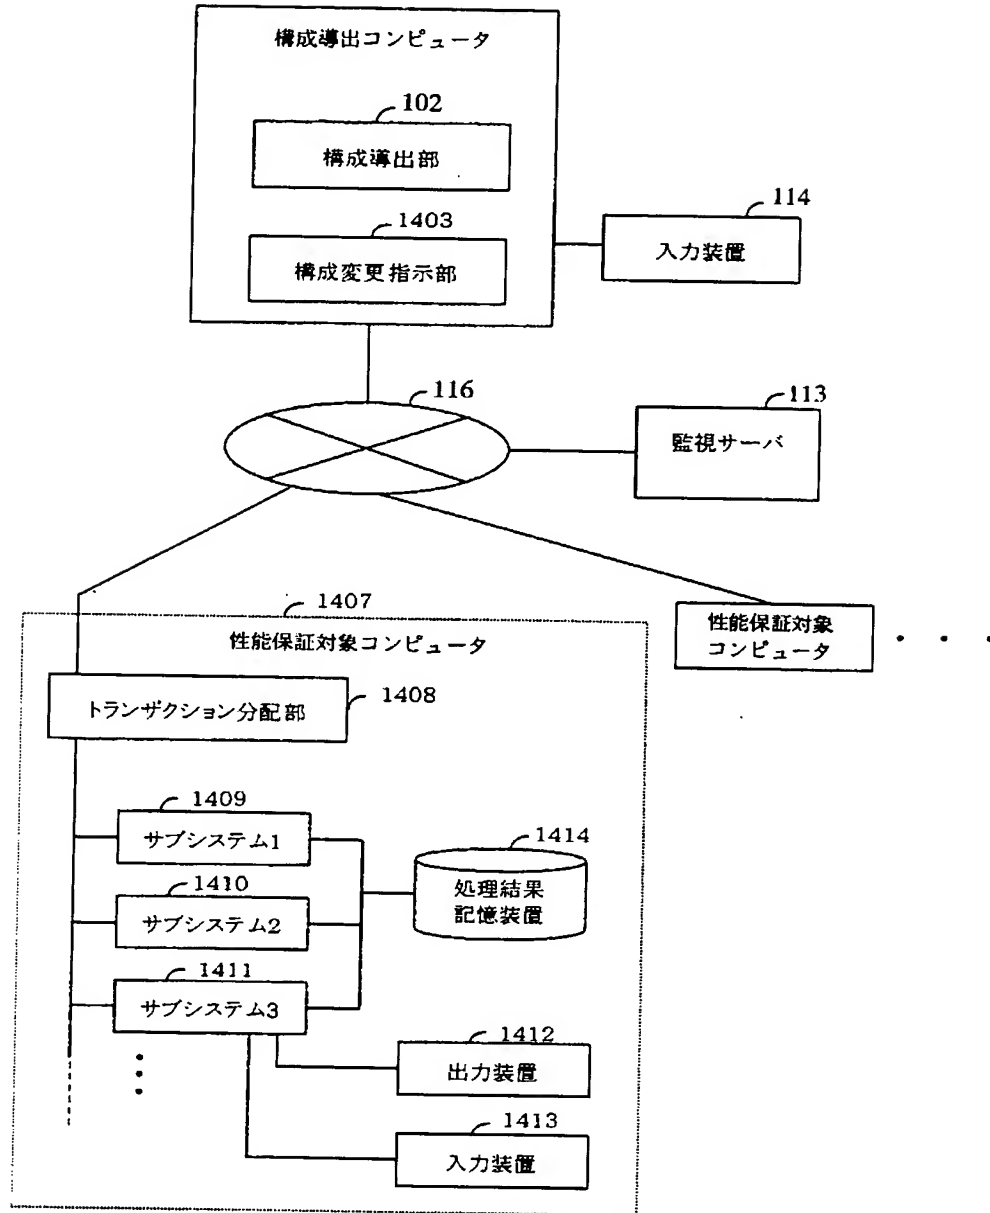 構成導出コンピュータ
102
構成導出部
1403
構成変更指示部
114
入力装置
116
113
監視サーバ
1407
性能保証対象コンピュータ
性能保証対象
コンピュータ
1408
トランザクション分配部
1409
サブシステム1
1410
サブシステム2
1411
サブシステム3
1414
処理結果
記憶装置
1412
出力装置
1413
入力装置